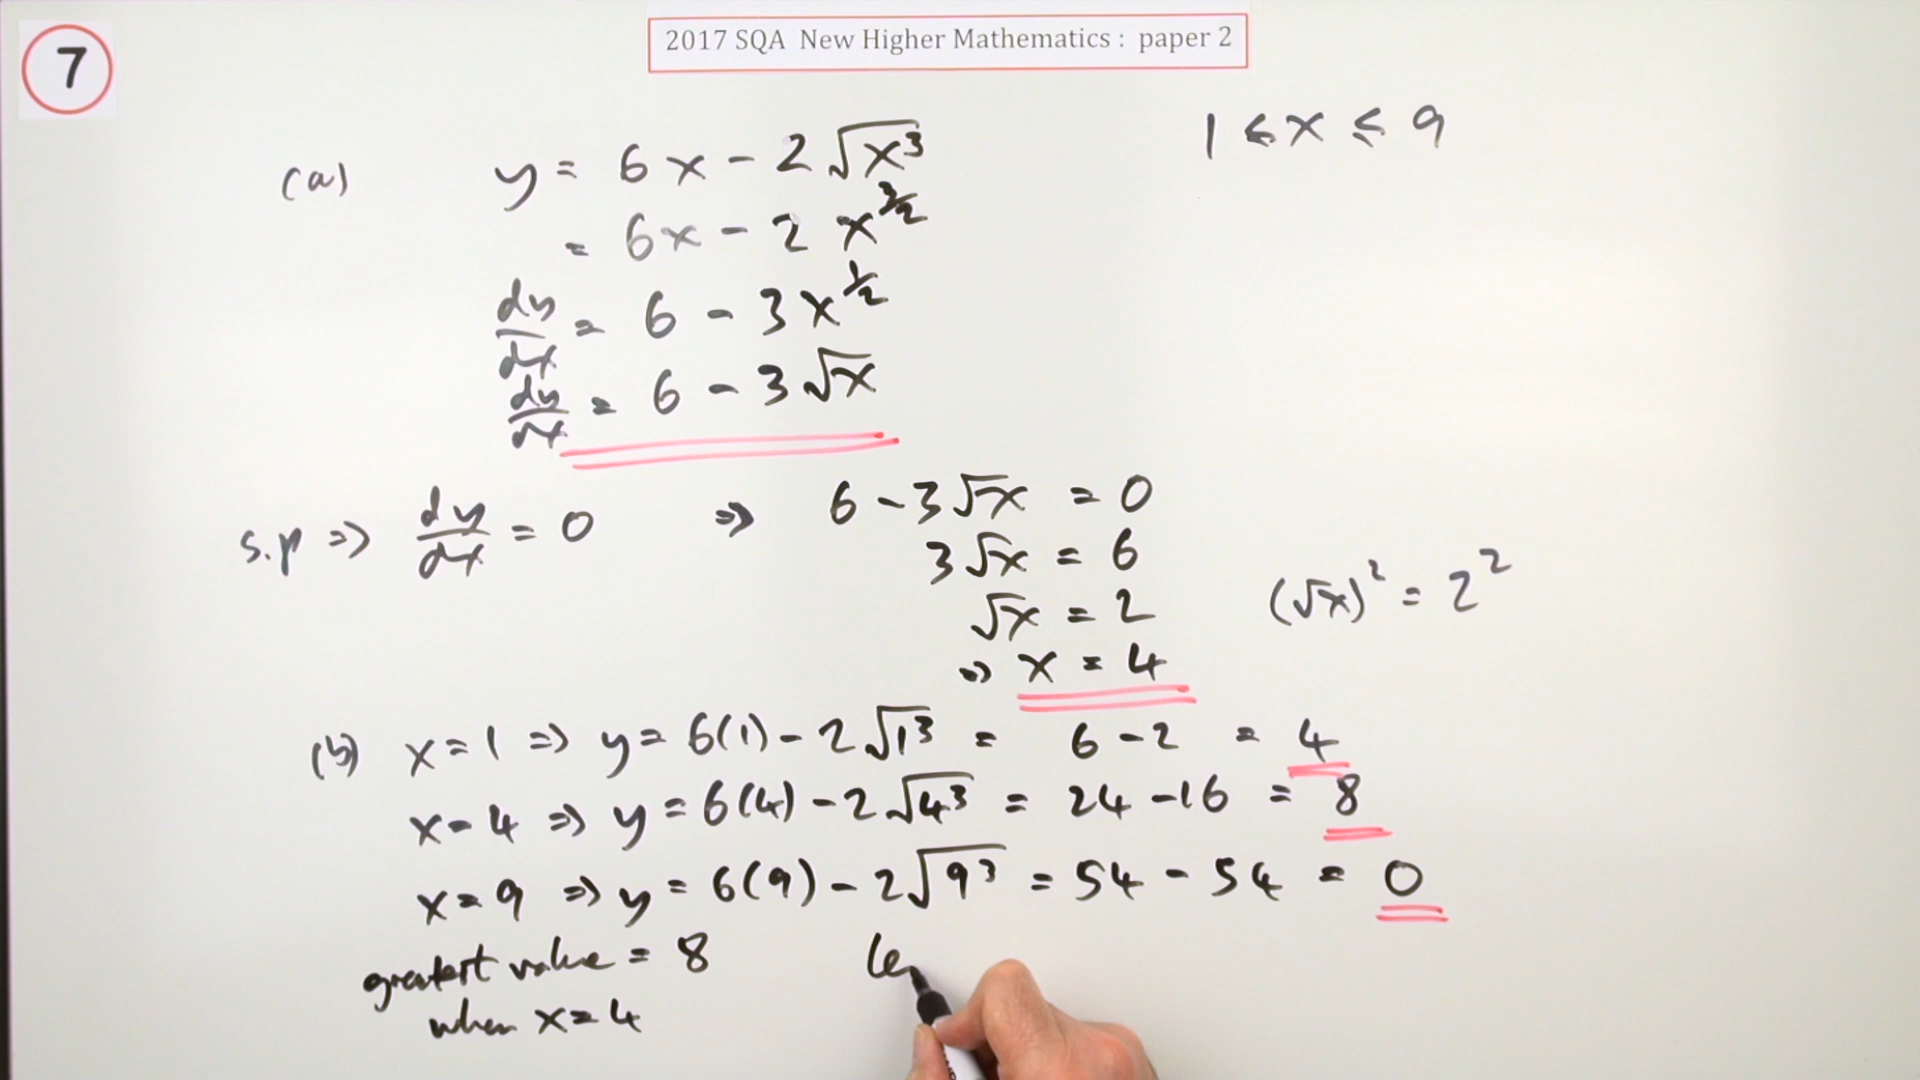 7
2017 SQA New Higher Mathematics : paper 2
(a) y = 6x - 2√x³
1 ≤ x ≤ 9
= 6x - 2 x^3/2
dy/dx = 6 - 3x^1/2
dy/dx = 6 - 3√x
s.p ⇒ dy/dx = 0 ⇒ 6 - 3√x = 0
3√x = 6
√x = 2
(√x)² = 2²
⇒ x = 4
(b) x = 1 ⇒ y = 6(1) - 2√1³ = 6 - 2 = 4
x = 4 ⇒ y = 6(4) - 2√4³ = 24 - 16 = 8
x = 9 ⇒ y = 6(9) - 2√9³ = 54 - 54 = 0
greatest value = 8 le
when x = 4